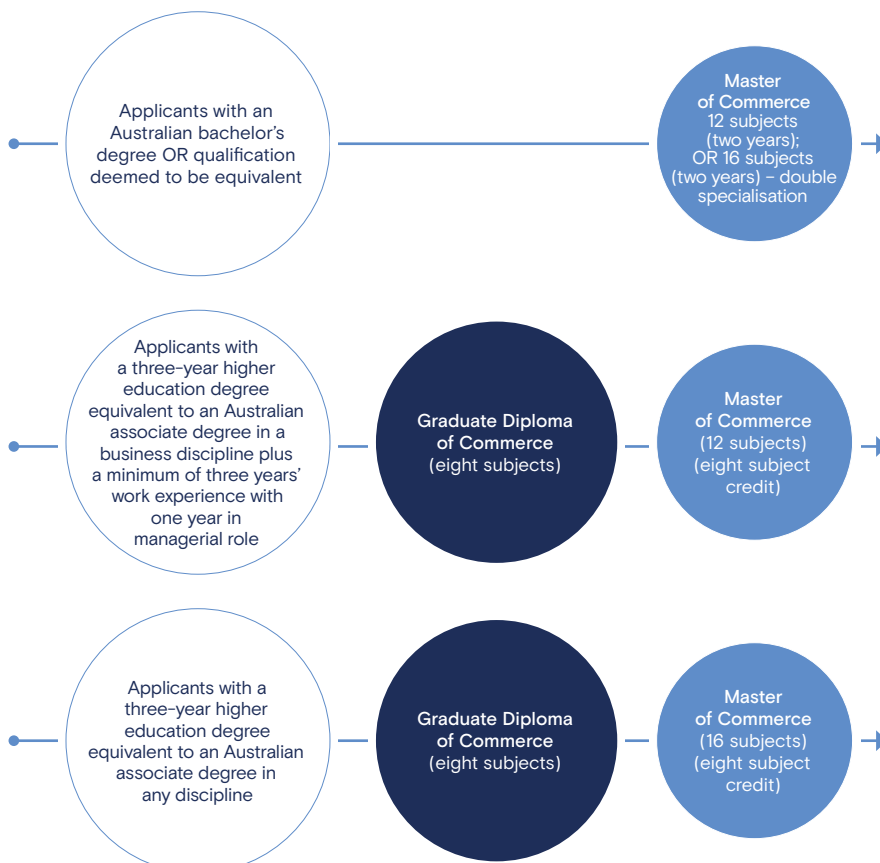 Applicants with an
Australian bachelor’s
degree OR qualification
deemed to be equivalent
Master
of Commerce
12 subjects
(two years);
OR 16 subjects
(two years) – double
specialisation
Applicants with
a three-year higher
education degree
equivalent to an Australian
associate degree in a
business discipline plus
a minimum of three years’
work experience with
one year in
managerial role
Graduate Diploma
of Commerce
(eight subjects)
Master
of Commerce
(12 subjects)
(eight subject
credit)
Applicants with a
three-year higher
education degree
equivalent to an Australian
associate degree in
any discipline
Graduate Diploma
of Commerce
(eight subjects)
Master
of Commerce
(16 subjects)
(eight subject
credit)